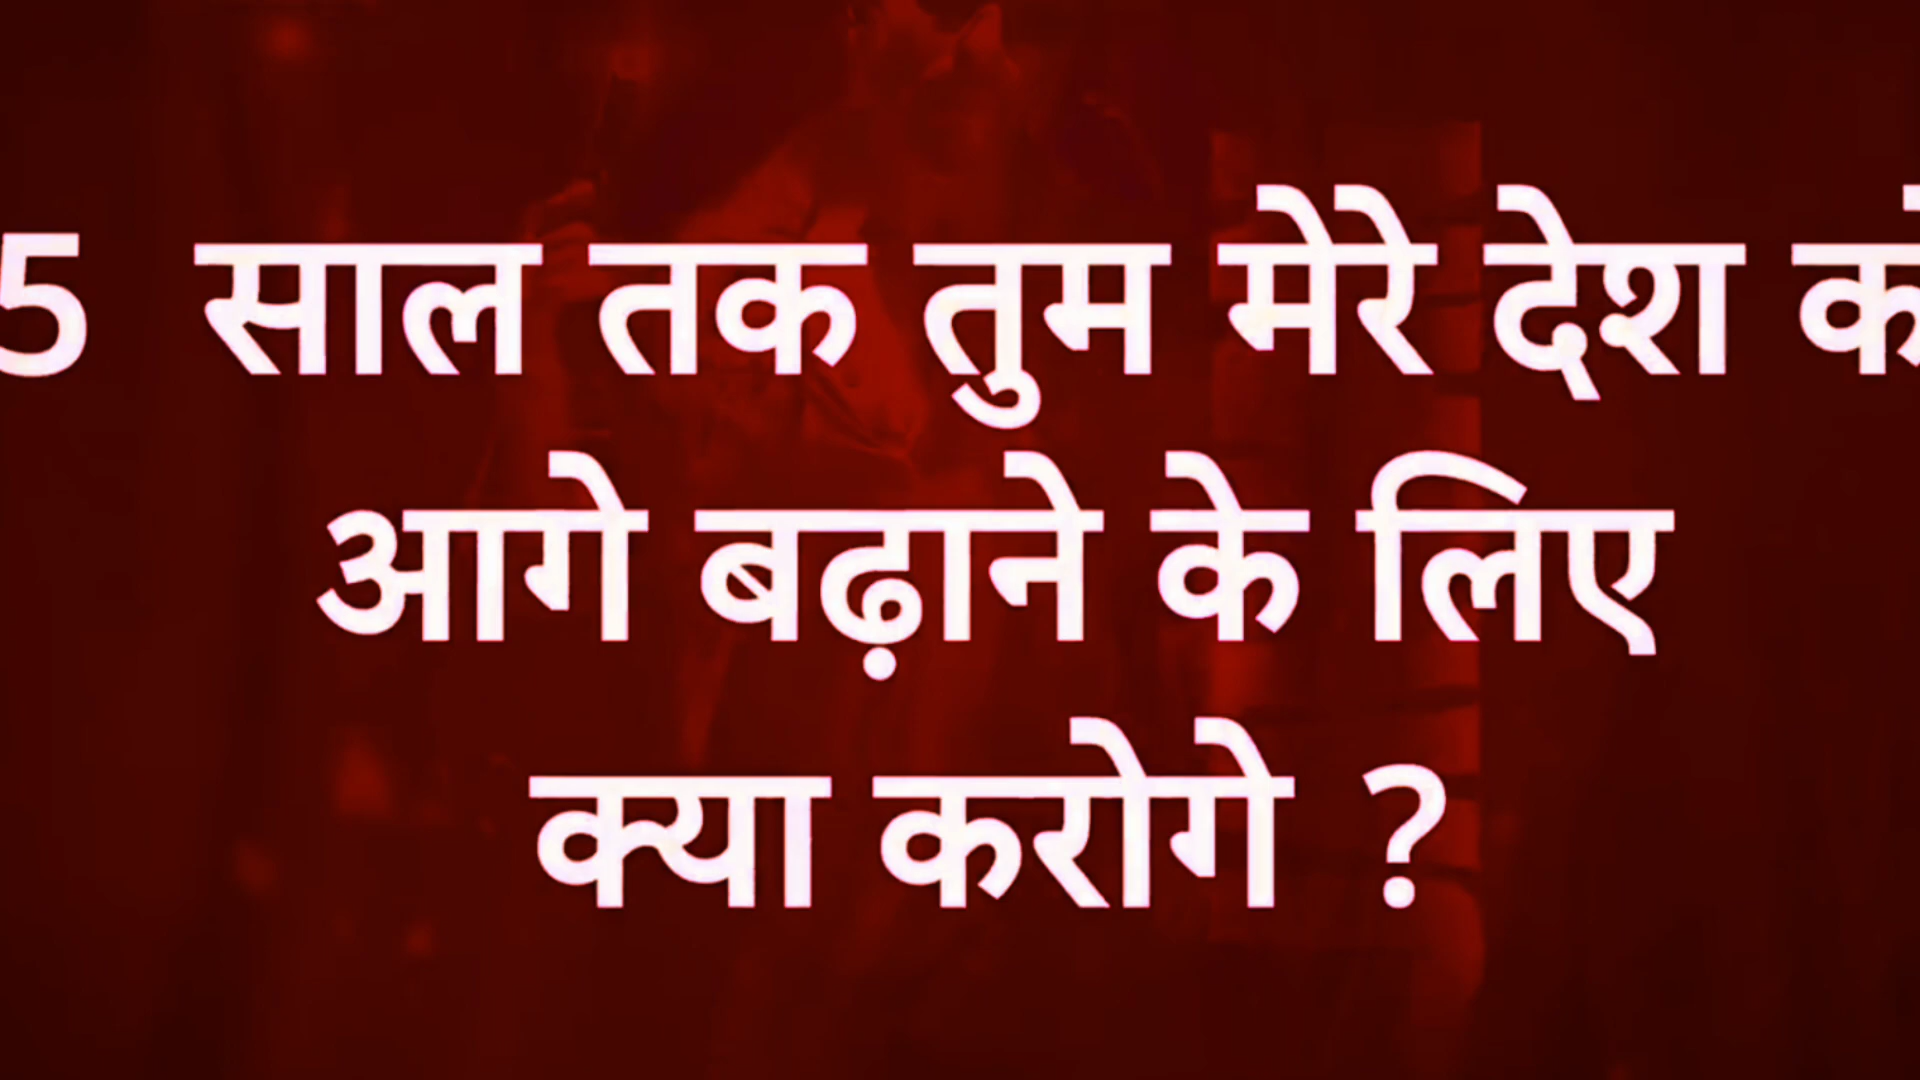 5 साल तक तुम मेरे देश को
आगे बढ़ाने के लिए
क्या करोगे ?